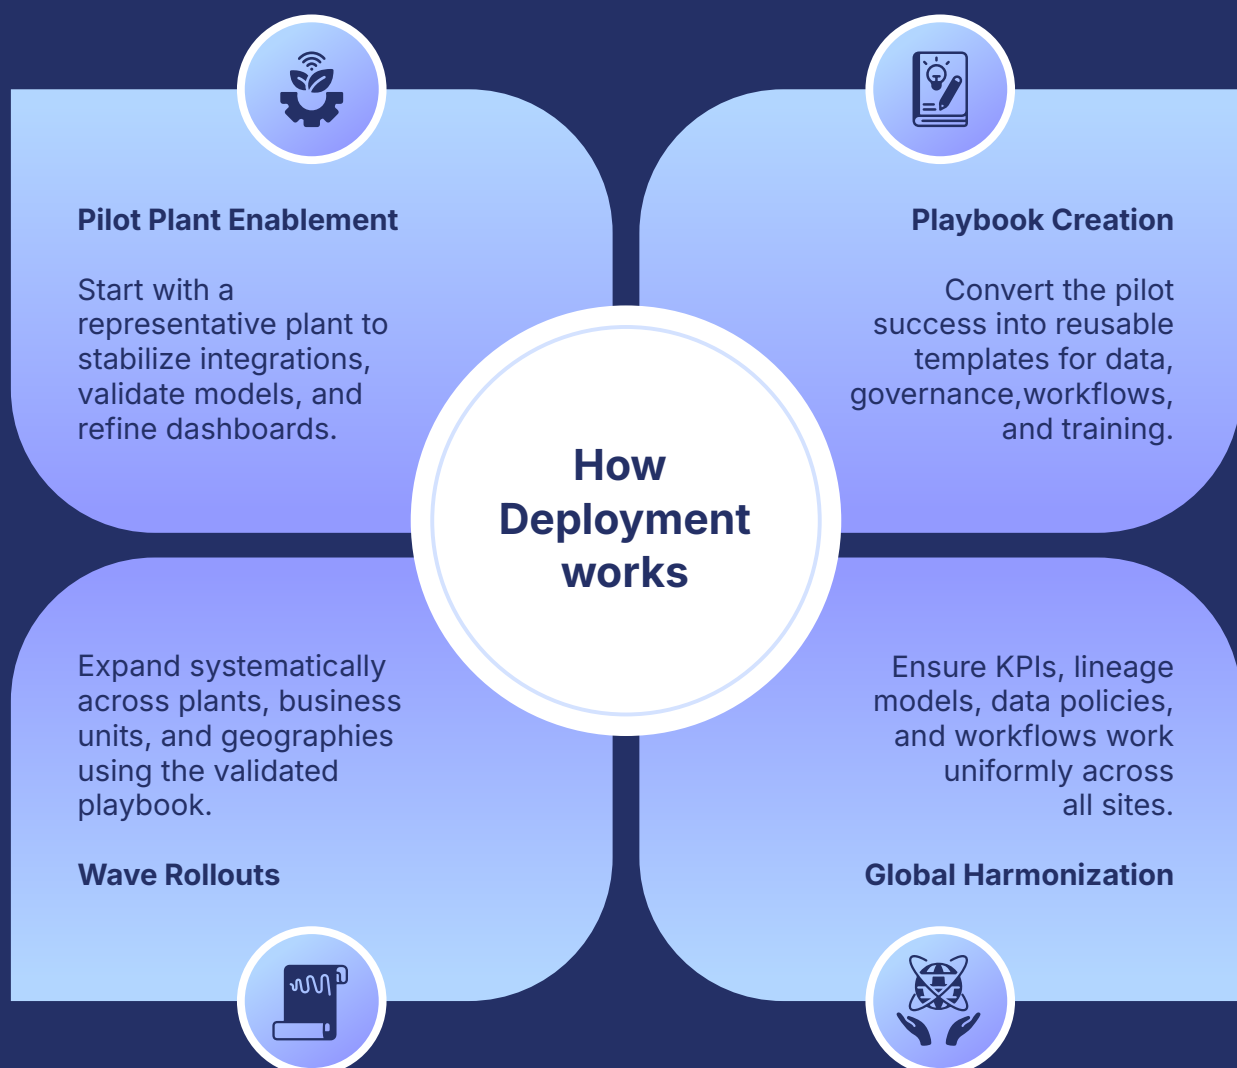 Pilot Plant Enablement
Start with a
representative plant to
stabilize integrations,
validate models, and
refine dashboards.
Playbook Creation
Convert the pilot
success into reusable
templates for data,
governance,workflows,
and training.
How
Deployment
works
Expand systematically
across plants, business
units, and geographies
using the validated
playbook.
Wave Rollouts
Ensure KPIs, lineage
models, data policies,
and workflows work
uniformly across
all sites.
Global Harmonization